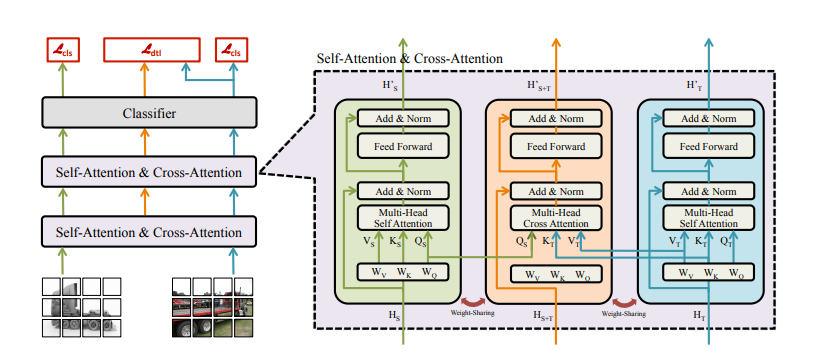 ℒcls ℒdtl ℒcls
Classifier
Self-Attention & Cross-Attention
Self-Attention & Cross-Attention
Self-Attention & Cross-Attention
H'S
Add & Norm
Feed Forward
Add & Norm
Multi-Head
Self Attention
VS KS QS
WV WK WQ
HS
H'S+T
Add & Norm
Feed Forward
Add & Norm
Multi-Head
Cross Attention
QS KT VT
WV WK WQ
HS+T
H'T
Add & Norm
Feed Forward
Add & Norm
Multi-Head
Self Attention
VT KT QT
WV WK WQ
HT
Weight-Sharing
Weight-Sharing